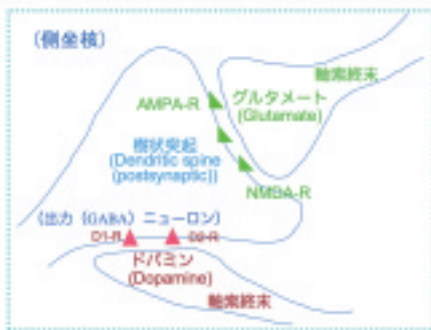 (側坐核)
軸索終末
AMPA-R
グルタメート
(Glutamate)
樹状突起
(Dendritic spine
(postsynaptic))
NMDA-R
(出力 (GABA) ニューロン)
D1-R
D2-R
ドパミン
(Dopamine)
軸索終末